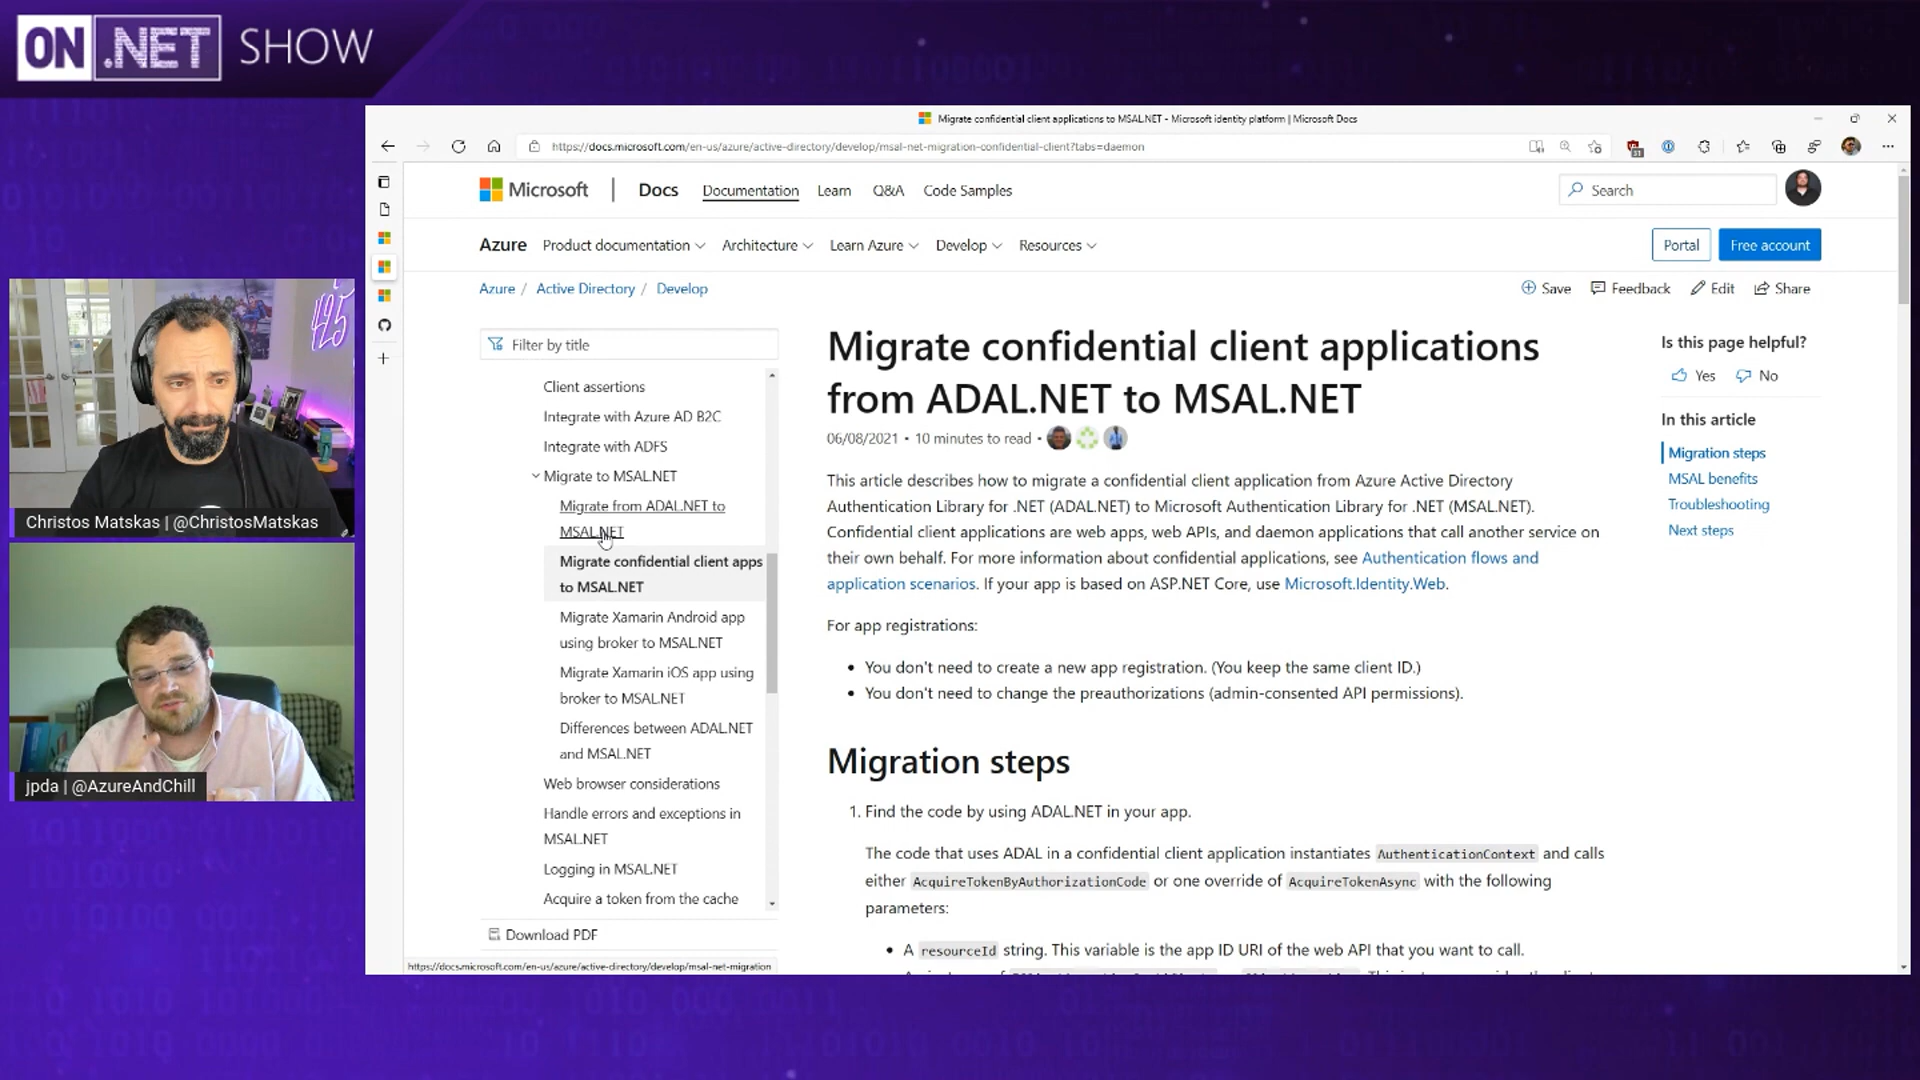 ON .NET SHOW
Migrate confidential client applications to MSAL.NET - Microsoft identity platform | Microsoft Docs
https://docs.microsoft.com/en-us/azure/active-directory/develop/msal-net-migration-confidential-client?tabs=daemon
Microsoft | Docs Documentation Learn Q&A Code Samples
Search
Azure Product documentation Architecture Learn Azure Develop Resources
Portal Free account
Azure / Active Directory / Develop
Save Feedback Edit Share
Filter by title
Client assertions
Integrate with Azure AD B2C
Integrate with ADFS
Migrate to MSAL.NET
Migrate from ADAL.NET to
MSAL.NET
Migrate confidential client apps
to MSAL.NET
Migrate Xamarin Android app
using broker to MSAL.NET
Migrate Xamarin iOS app using
broker to MSAL.NET
Differences between ADAL.NET
and MSAL.NET
Web browser considerations
Handle errors and exceptions in
MSAL.NET
Logging in MSAL.NET
Acquire a token from the cache
Download PDF
https://docs.microsoft.com/en-us/azure/active-directory/develop/msal-net-migration
Migrate confidential client applications
from ADAL.NET to MSAL.NET
06/08/2021 • 10 minutes to read •
This article describes how to migrate a confidential client application from Azure Active Directory
Authentication Library for .NET (ADAL.NET) to Microsoft Authentication Library for .NET (MSAL.NET).
Confidential client applications are web apps, web APIs, and daemon applications that call another service on
their own behalf. For more information about confidential applications, see Authentication flows and
application scenarios. If your app is based on ASP.NET Core, use Microsoft.Identity.Web.
For app registrations:
• You don't need to create a new app registration. (You keep the same client ID.)
• You don't need to change the preauthorizations (admin-consented API permissions).
Migration steps
1. Find the code by using ADAL.NET in your app.
The code that uses ADAL in a confidential client application instantiates AuthenticationContext and calls
either AcquireTokenByAuthorizationCode or one override of AcquireTokenAsync with the following
parameters:
• A resourceId string. This variable is the app ID URI of the web API that you want to call.
Is this page helpful?
Yes No
In this article
Migration steps
MSAL benefits
Troubleshooting
Next steps
Christos Matskas | @ChristosMatskas
jpda | @AzureAndChill